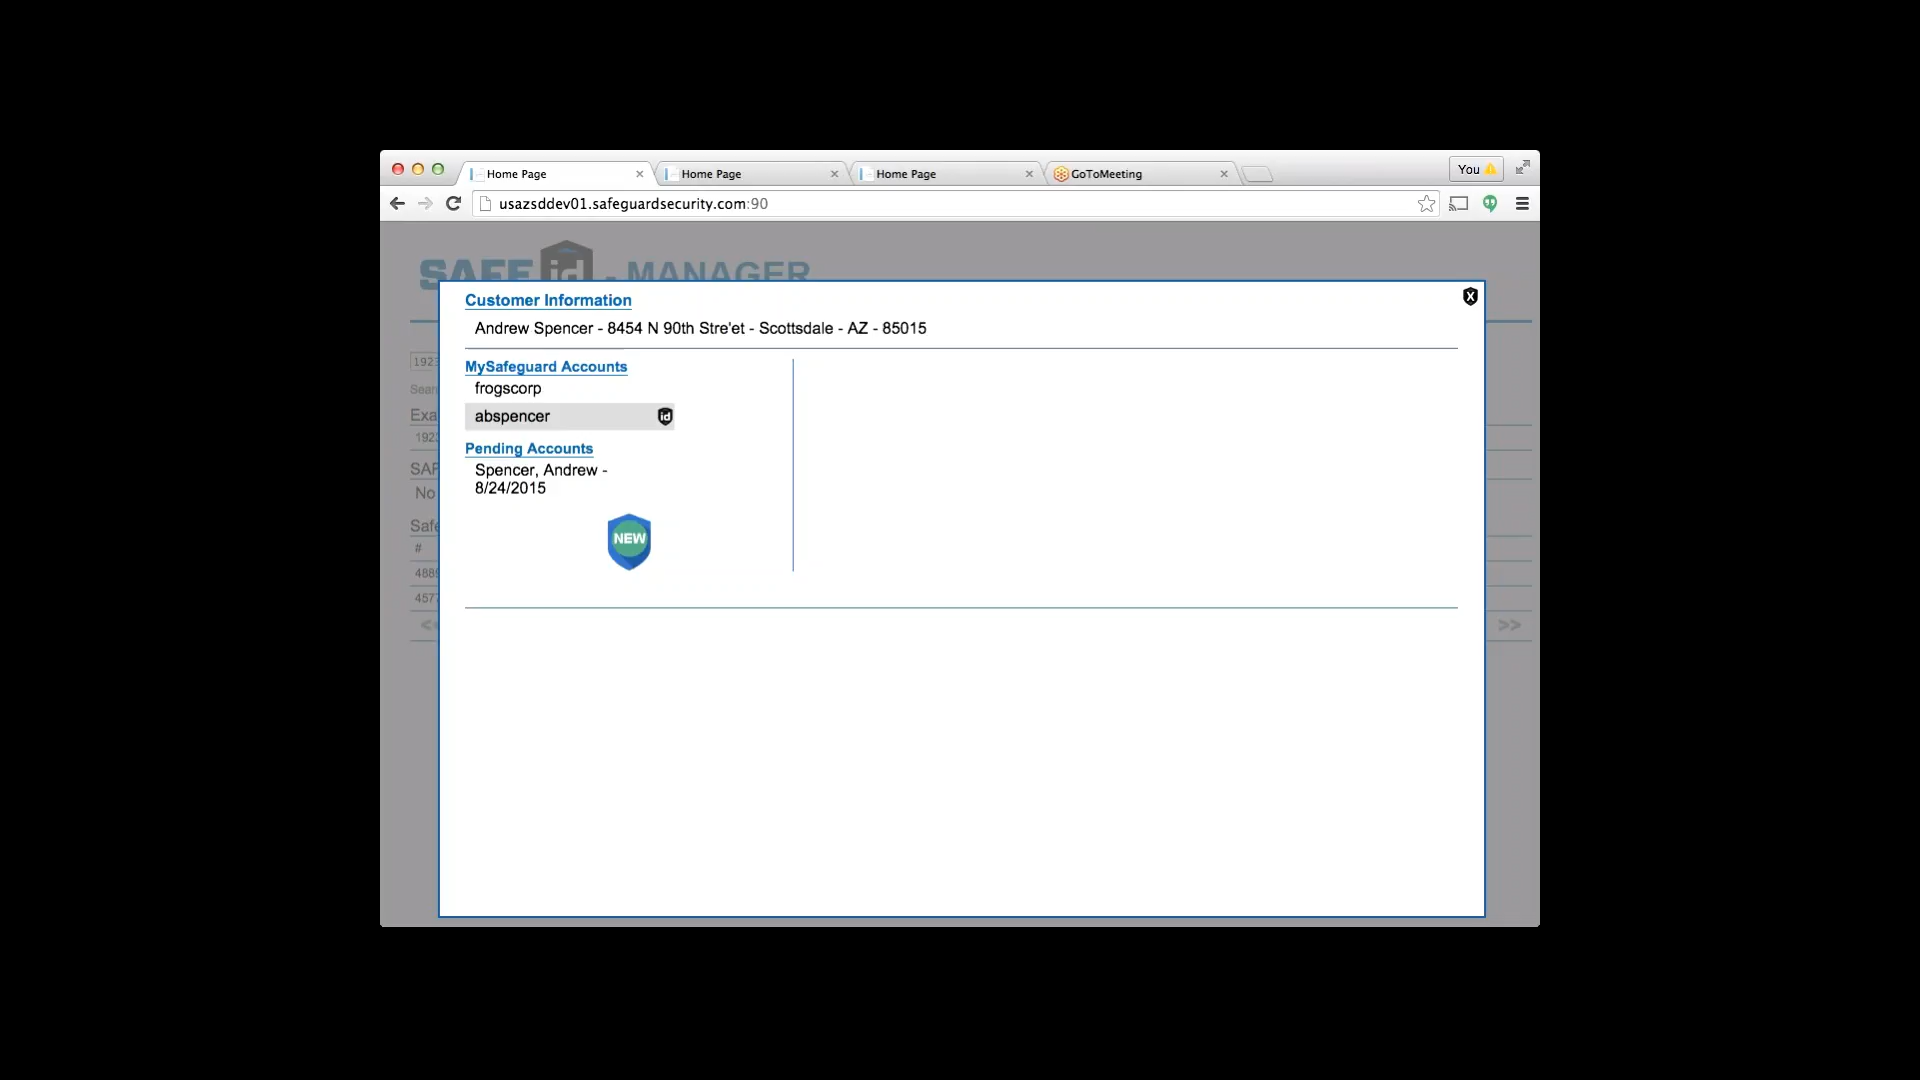 Home Page
Home Page
Home Page
GoToMeeting
You
usazsddev01.safeguardsecurity.com:90
SAFE id - MANAGER
Customer Information
X
Andrew Spencer - 8454 N 90th Stre'et - Scottsdale - AZ - 85015
MySafeguard Accounts
frogscorp
abspencer id
Pending Accounts
Spencer, Andrew -
8/24/2015
NEW
No
#
>>